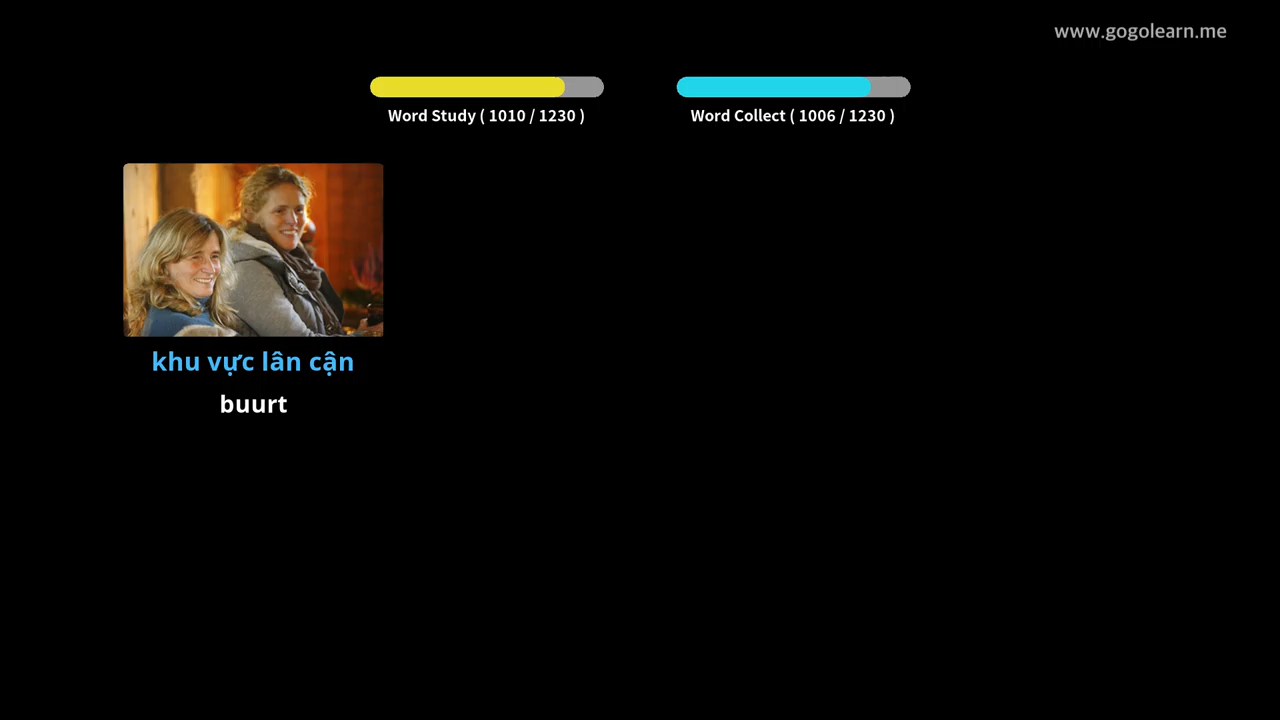 www.gogolearn.me
Word Study ( 1010 / 1230 )
Word Collect ( 1006 / 1230 )
khu vực lân cận
buurt